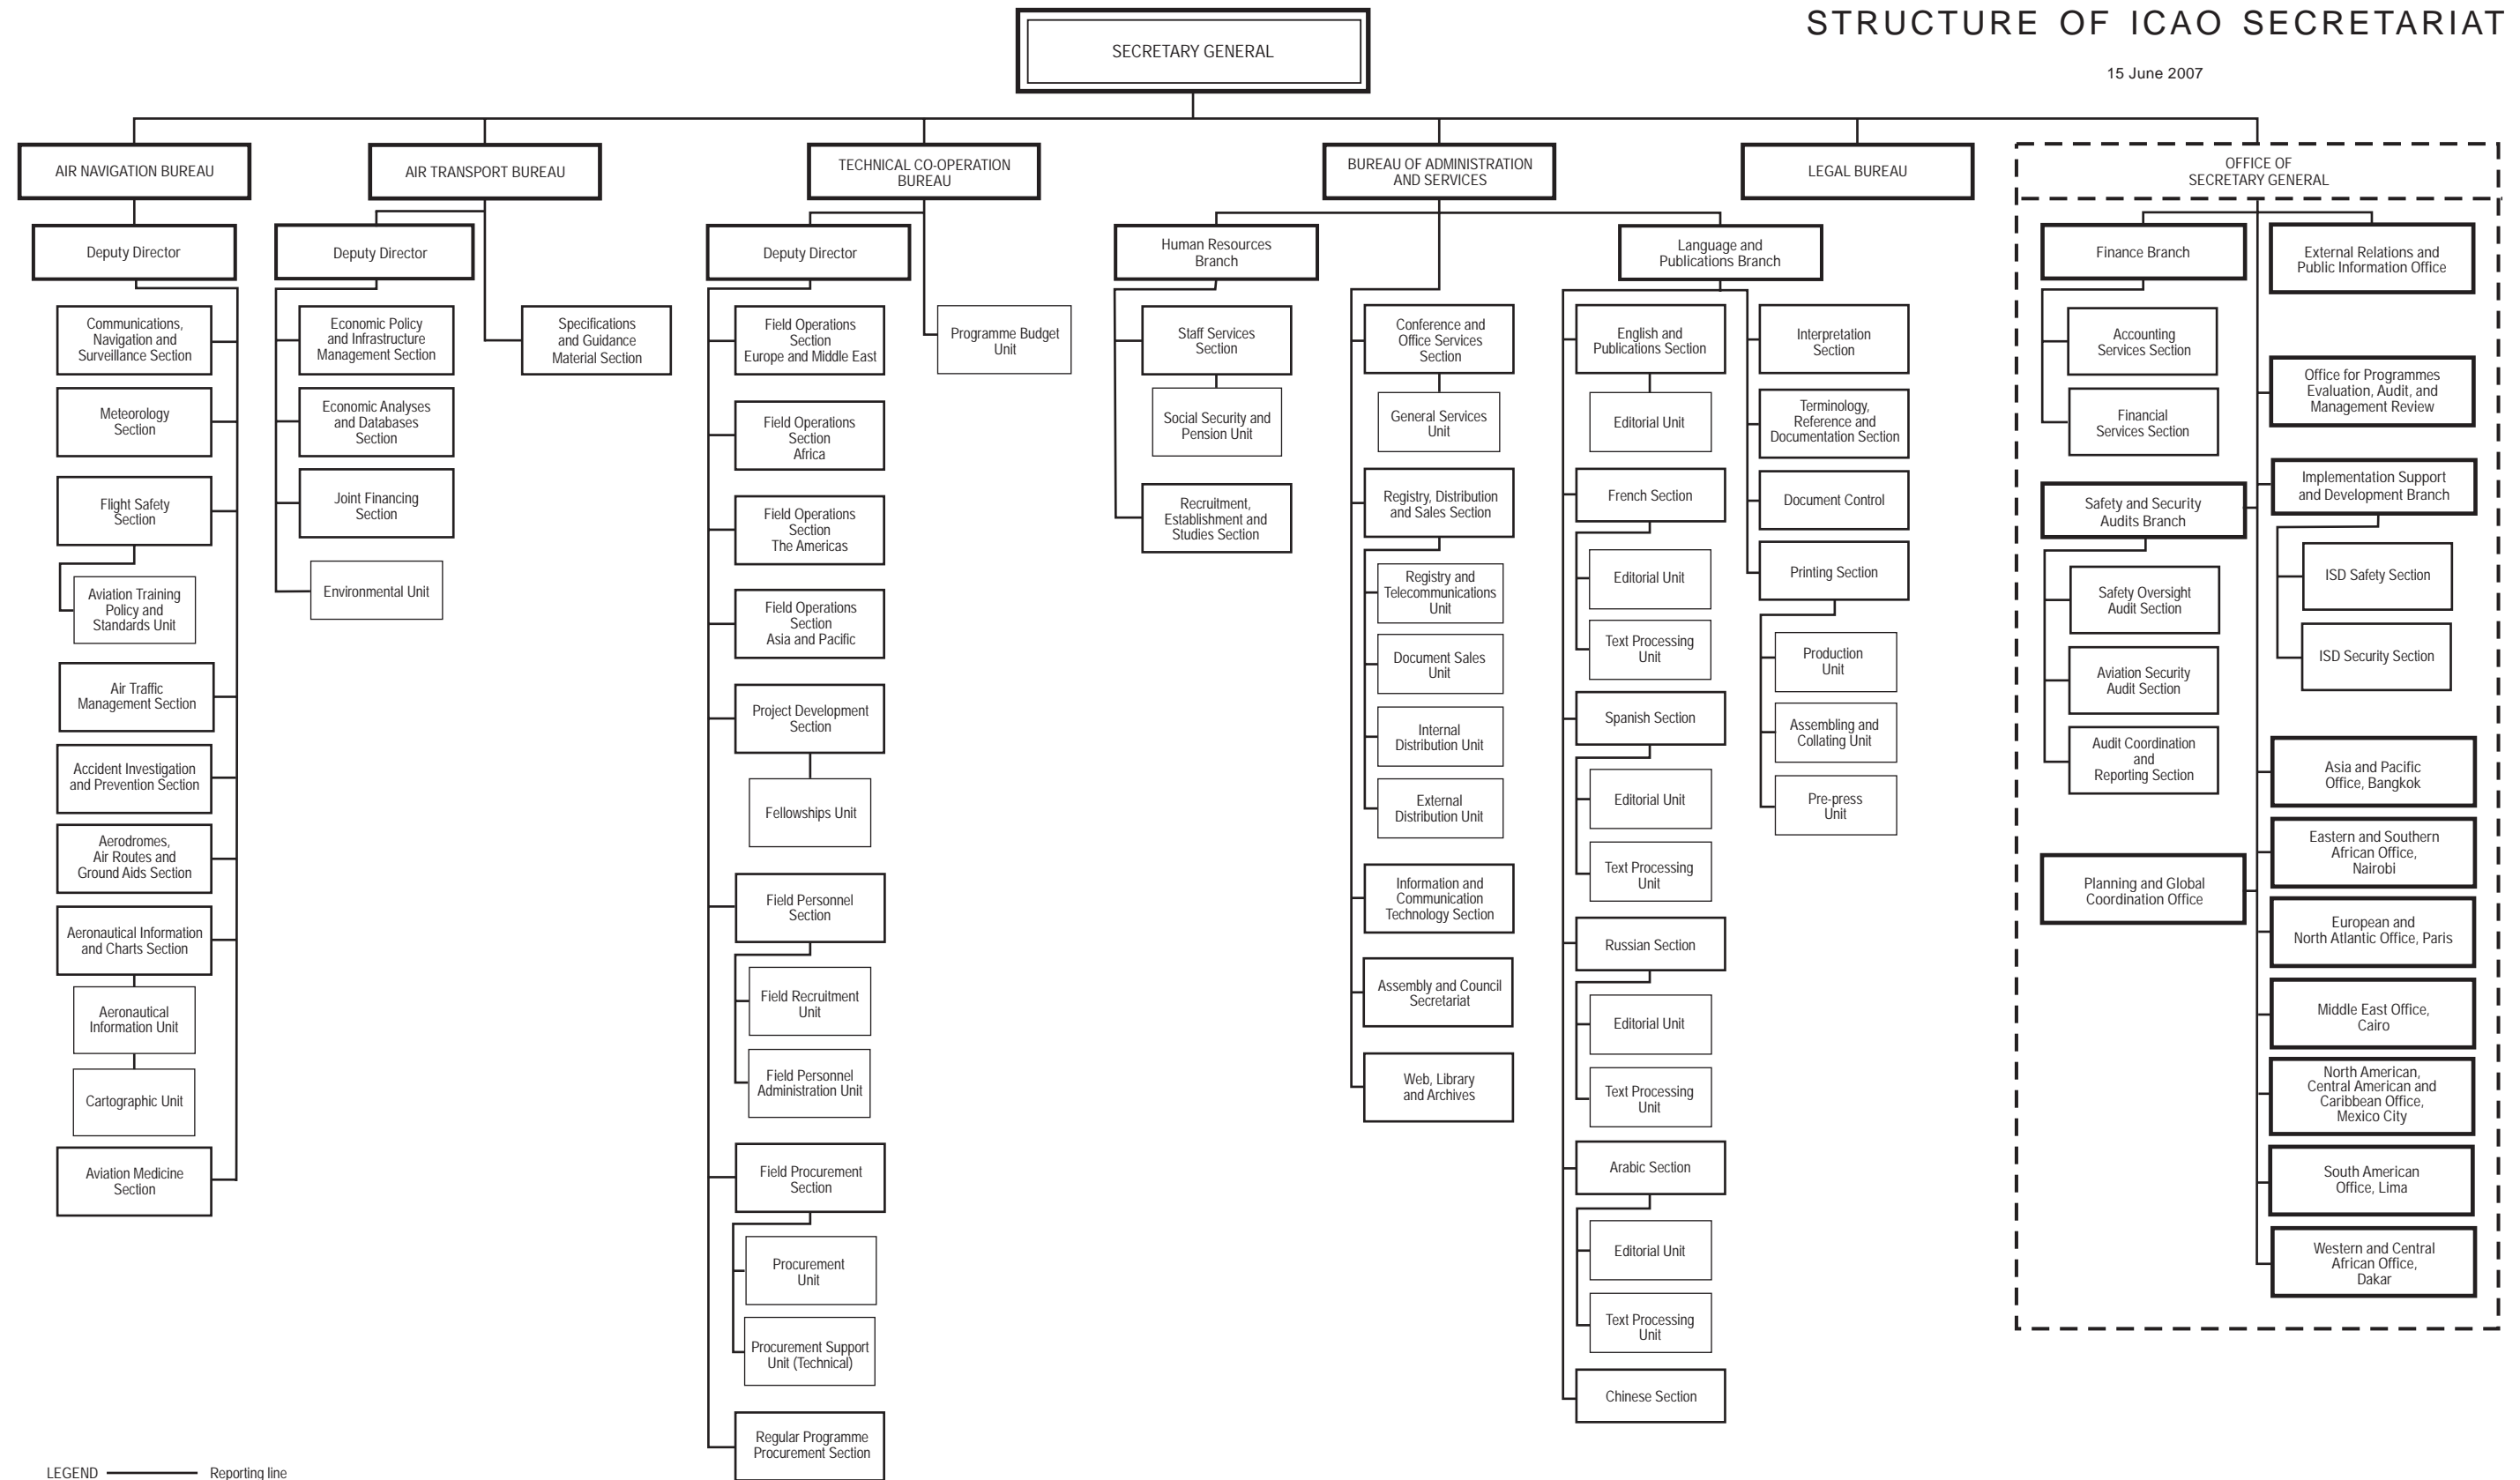 STRUCTURE OF ICAO SECRETARIAT
15 June 2007
SECRETARY GENERAL
AIR NAVIGATION BUREAU
Deputy Director
Communications,
Navigation and
Surveillance Section
Meteorology
Section
Flight Safety
Section
Aviation Training
Policy and
Standards Unit
Air Traffic
Management Section
Accident Investigation
and Prevention Section
Aerodromes,
Air Routes and
Ground Aids Section
Aeronautical Information
and Charts Section
Aeronautical
Information Unit
Cartographic Unit
Aviation Medicine
Section
AIR TRANSPORT BUREAU
Deputy Director
Economic Policy
and Infrastructure
Management Section
Economic Analyses
and Databases
Section
Joint Financing
Section
Environmental Unit
Specifications
and Guidance
Material Section
TECHNICAL CO-OPERATION
BUREAU
Deputy Director
Field Operations
Section
Europe and Middle East
Field Operations
Section
Africa
Field Operations
Section
The Americas
Field Operations
Section
Asia and Pacific
Project Development
Section
Fellowships Unit
Field Personnel
Section
Field Recruitment
Unit
Field Personnel
Administration Unit
Field Procurement
Section
Procurement
Unit
Procurement Support
Unit (Technical)
Regular Programme
Procurement Section
Programme Budget
Unit
BUREAU OF ADMINISTRATION
AND SERVICES
Human Resources
Branch
Staff Services
Section
Social Security and
Pension Unit
Recruitment,
Establishment and
Studies Section
Conference and
Office Services
Section
General Services
Unit
Registry, Distribution
and Sales Section
Registry and
Telecommunications
Unit
Document Sales
Unit
Internal
Distribution Unit
External
Distribution Unit
Information and
Communication
Technology Section
Assembly and Council
Secretariat
Web, Library
and Archives
Language and
Publications Branch
English and
Publications Section
Editorial Unit
French Section
Editorial Unit
Text Processing
Unit
Spanish Section
Editorial Unit
Text Processing
Unit
Russian Section
Editorial Unit
Text Processing
Unit
Arabic Section
Editorial Unit
Text Processing
Unit
Chinese Section
Interpretation
Section
Terminology,
Reference and
Documentation Section
Document Control
Printing Section
Production
Unit
Assembling and
Collating Unit
Pre-press
Unit
LEGAL BUREAU
OFFICE OF
SECRETARY GENERAL
Finance Branch
Accounting
Services Section
Financial
Services Section
Safety and Security
Audits Branch
Safety Oversight
Audit Section
Aviation Security
Audit Section
Audit Coordination
and
Reporting Section
Planning and Global
Coordination Office
External Relations and
Public Information Office
Office for Programmes
Evaluation, Audit, and
Management Review
Implementation Support
and Development Branch
ISD Safety Section
ISD Security Section
Asia and Pacific
Office, Bangkok
Eastern and Southern
African Office,
Nairobi
European and
North Atlantic Office, Paris
Middle East Office,
Cairo
North American,
Central American and
Caribbean Office,
Mexico City
South American
Office, Lima
Western and Central
African Office,
Dakar
LEGEND
Reporting line